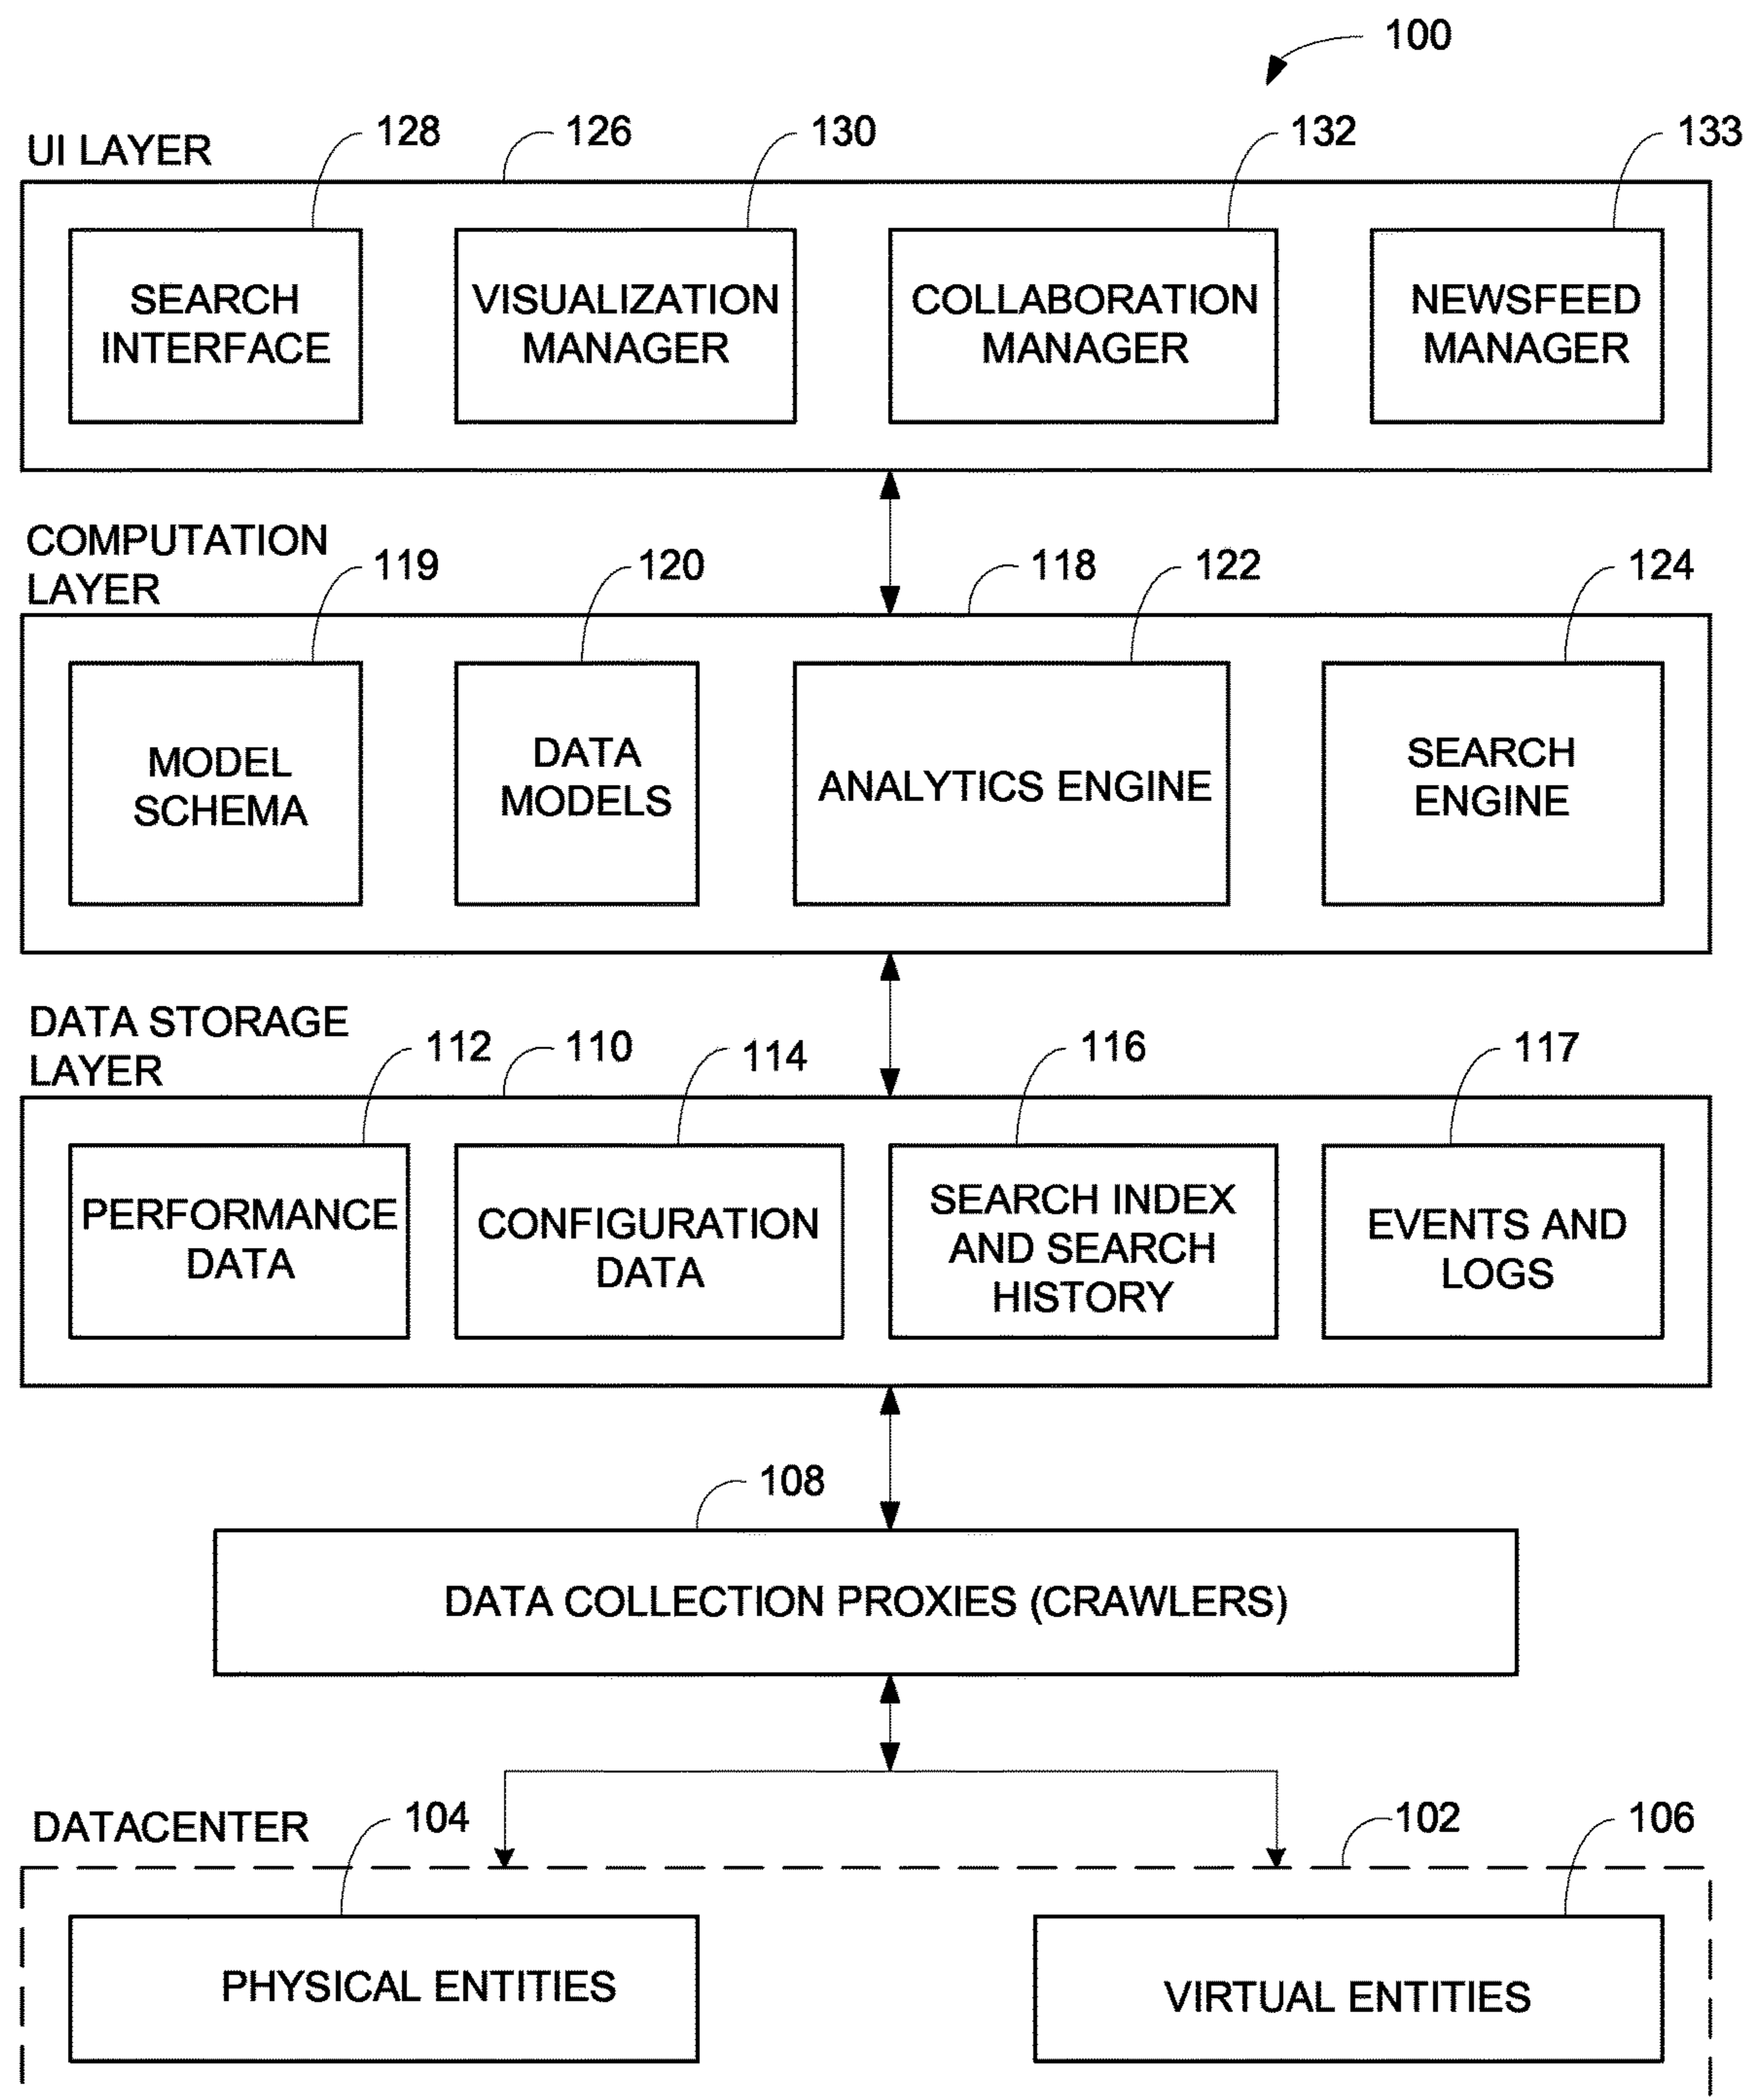 100
UI LAYER
128
126
130
132
133
SEARCH
INTERFACE
VISUALIZATION
MANAGER
COLLABORATION
MANAGER
NEWSFEED
MANAGER
COMPUTATION
LAYER
119
120
118
122
124
MODEL
SCHEMA
DATA
MODELS
ANALYTICS ENGINE
SEARCH
ENGINE
DATA STORAGE
LAYER
112
110
114
116
117
PERFORMANCE
DATA
CONFIGURATION
DATA
SEARCH INDEX
AND SEARCH
HISTORY
EVENTS AND
LOGS
108
DATA COLLECTION PROXIES (CRAWLERS)
DATACENTER
104
102
106
PHYSICAL ENTITIES
VIRTUAL ENTITIES